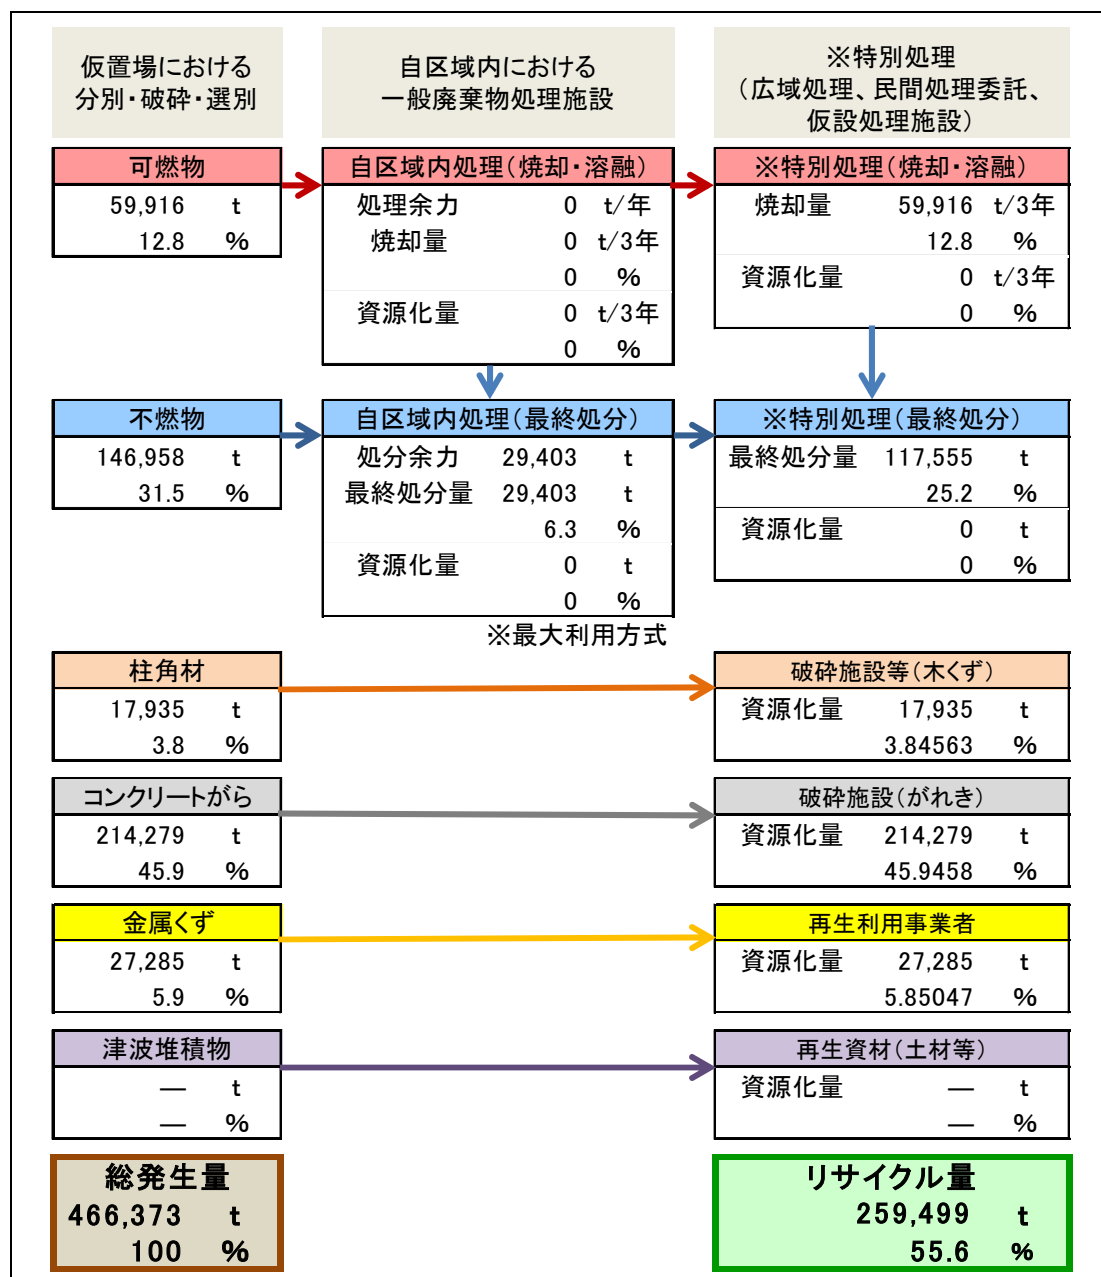 仮置場における
分別・破砕・選別
自区域内における
一般廃棄物処理施設
※特別処理
(広域処理、民間処理委託、
仮設処理施設)
可燃物
59,916 t
12.8 %
自区域内処理(焼却・溶融)
処理余力 0 t/年
焼却量 0 t/3年
0 %
資源化量 0 t/3年
0 %
※特別処理(焼却・溶融)
焼却量 59,916 t/3年
12.8 %
資源化量 0 t/3年
0 %
不燃物
146,958 t
31.5 %
自区域内処理(最終処分)
処分余力 29,403 t
最終処分量 29,403 t
6.3 %
資源化量 0 t
0 %
※特別処理(最終処分)
最終処分量 117,555 t
25.2 %
資源化量 0 t
0 %
※最大利用方式
柱角材
17,935 t
3.8 %
破砕施設等(木くず)
資源化量 17,935 t
3.84563 %
コンクリートがら
214,279 t
45.9 %
破砕施設(がれき)
資源化量 214,279 t
45.9458 %
金属くず
27,285 t
5.9 %
再生利用事業者
資源化量 27,285 t
5.85047 %
津波堆積物
― t
― %
再生資材(土材等)
資源化量 ― t
― %
総発生量
466,373 t
100 %
リサイクル量
259,499 t
55.6 %